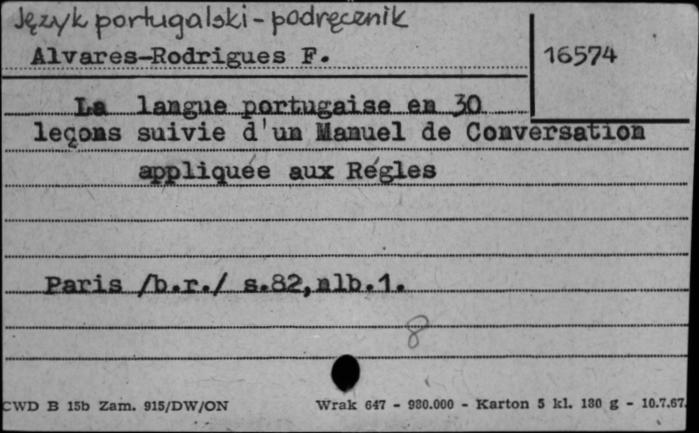 Język portugalski - podręcznik
Alvares-Rodrigues F.
16574
La langue portugaise en 30
leçons suivie d'un Manuel de Conversation
appliquée aux Régles
Paris /b.r./ s.82,nlb.1.
8
CWD B 15b Zam. 915/DW/ON Wrak 647 - 980.000 - Karton 5 kl. 180 g - 10.7.67.